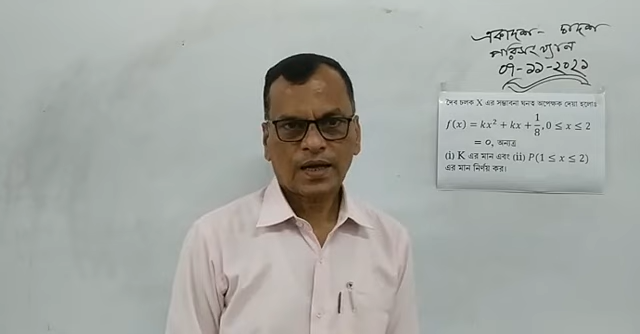 একাদশ - দ্বাদশ
পরিসংখ্যান
০৭-১১-২০২১
দৈব চলক X এর সম্ভাবনা ঘনত্ব অপেক্ষক দেয়া হলোঃ
f(x) = kx² + kx + 1/8, 0 ≤ x ≤ 2
= 0, অন্যত্র
(i) K এর মান এবং (ii) P(1 ≤ x ≤ 2)
এর মান নির্ণয় কর।